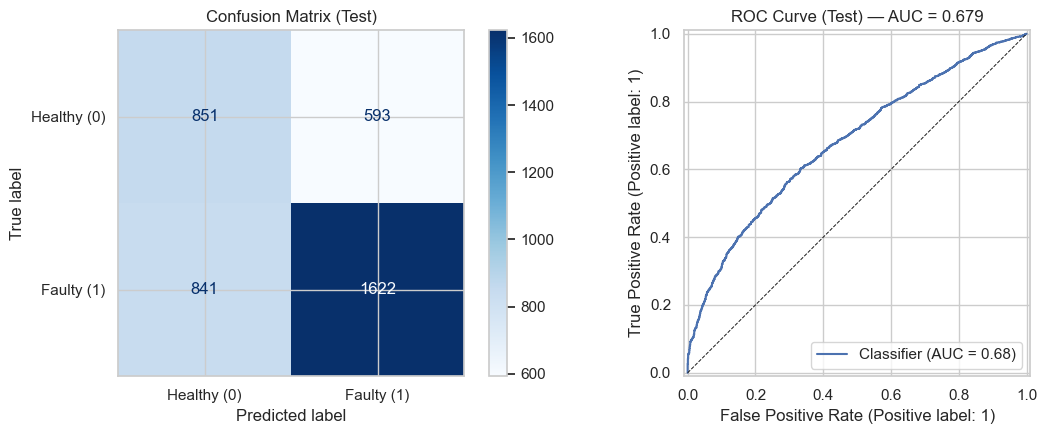 Confusion Matrix (Test)
True label
Healthy (0)
Faulty (1)
851
593
841
1622
Healthy (0)
Faulty (1)
Predicted label
1600
1400
1200
1000
800
600
ROC Curve (Test) — AUC = 0.679
True Positive Rate (Positive label: 1)
1.0
0.8
0.6
0.4
0.2
0.0
Classifier (AUC = 0.68)
0.0
0.2
0.4
0.6
0.8
1.0
False Positive Rate (Positive label: 1)